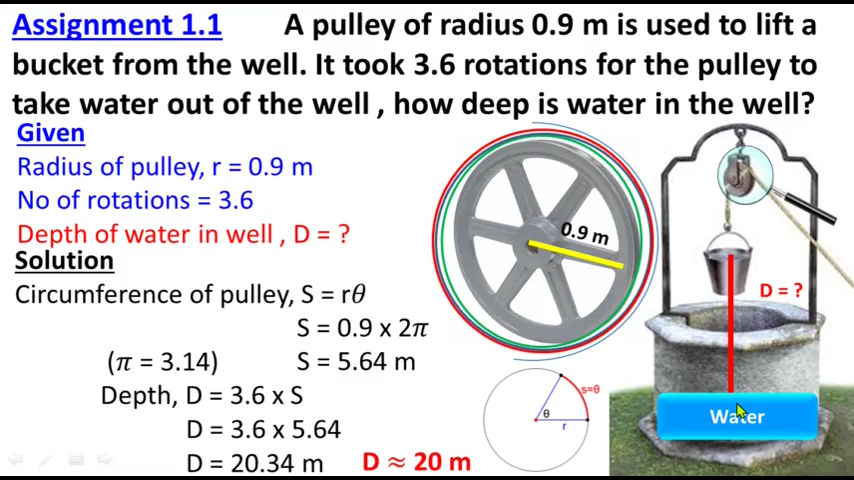 Assignment 1.1 A pulley of radius 0.9 m is used to lift a
bucket from the well. It took 3.6 rotations for the pulley to
take water out of the well , how deep is water in the well?
Given
Radius of pulley, r = 0.9 m
No of rotations = 3.6
Depth of water in well , D = ?
Solution
Circumference of pulley, S = rθ
S = 0.9 x 2π
(π = 3.14) S = 5.64 m
Depth, D = 3.6 x S
D = 3.6 x 5.64
D = 20.34 m D ≈ 20 m
0.9 m
s=θ
θ
r
D = ?
Water